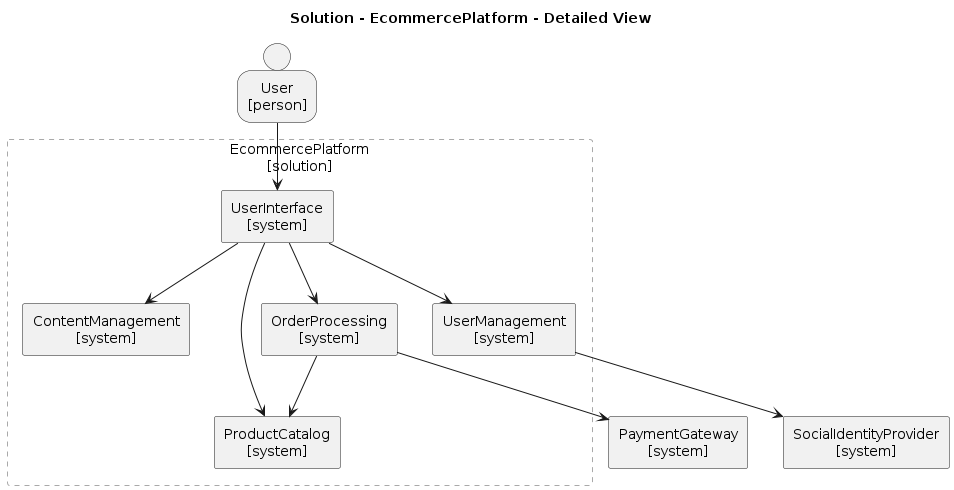 Solution - EcommercePlatform - Detailed View
User
[person]
EcommercePlatform
[solution]
UserInterface
[system]
ContentManagement
[system]
OrderProcessing
[system]
UserManagement
[system]
ProductCatalog
[system]
PaymentGateway
[system]
SocialIdentityProvider
[system]